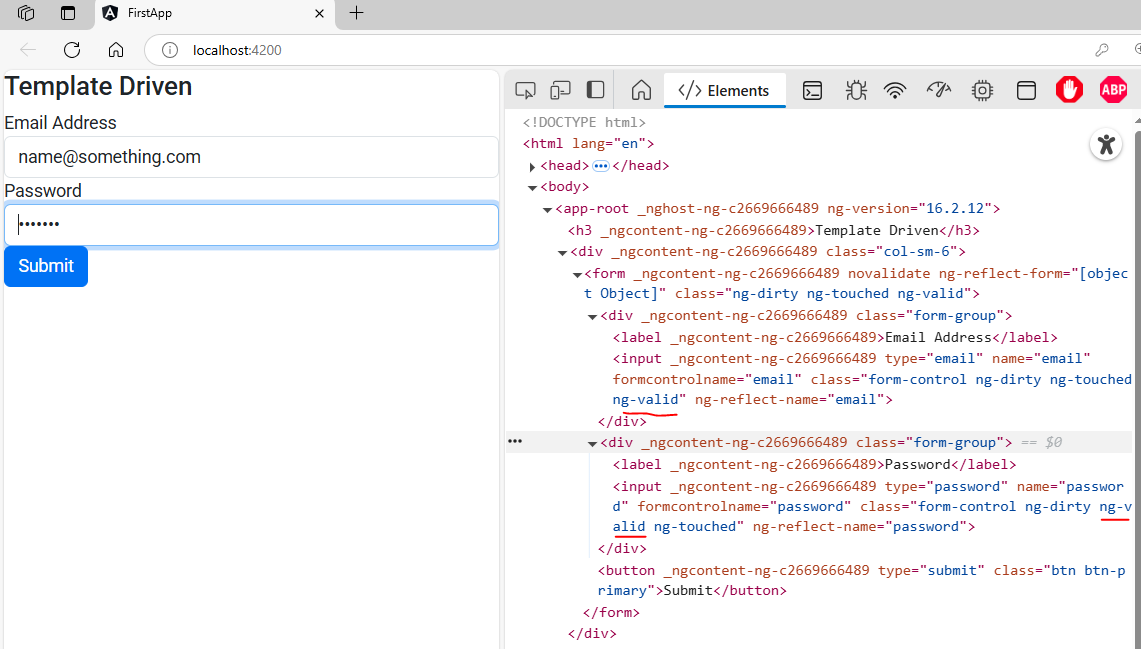 FirstApp
localhost:4200
Template Driven
Email Address
name@something.com
Password
•••••••
Submit
Elements
ABP
<!DOCTYPE html>
<html lang="en">
<head>•••</head>
<body>
<app-root _nghost-ng-c2669666489 ng-version="16.2.12">
<h3 _ngcontent-ng-c2669666489>Template Driven</h3>
<div _ngcontent-ng-c2669666489 class="col-sm-6">
<form _ngcontent-ng-c2669666489 novalidate ng-reflect-form="[objec
t Object]" class="ng-dirty ng-touched ng-valid">
<div _ngcontent-ng-c2669666489 class="form-group">
<label _ngcontent-ng-c2669666489>Email Address</label>
<input _ngcontent-ng-c2669666489 type="email" name="email"
formcontrolname="email" class="form-control ng-dirty ng-touched
ng-valid" ng-reflect-name="email">
</div>
<div _ngcontent-ng-c2669666489 class="form-group"> == $0
<label _ngcontent-ng-c2669666489>Password</label>
<input _ngcontent-ng-c2669666489 type="password" name="passwor
d" formcontrolname="password" class="form-control ng-dirty ng-v
alid ng-touched" ng-reflect-name="password">
</div>
<button _ngcontent-ng-c2669666489 type="submit" class="btn btn-p
rimary">Submit</button>
</form>
</div>